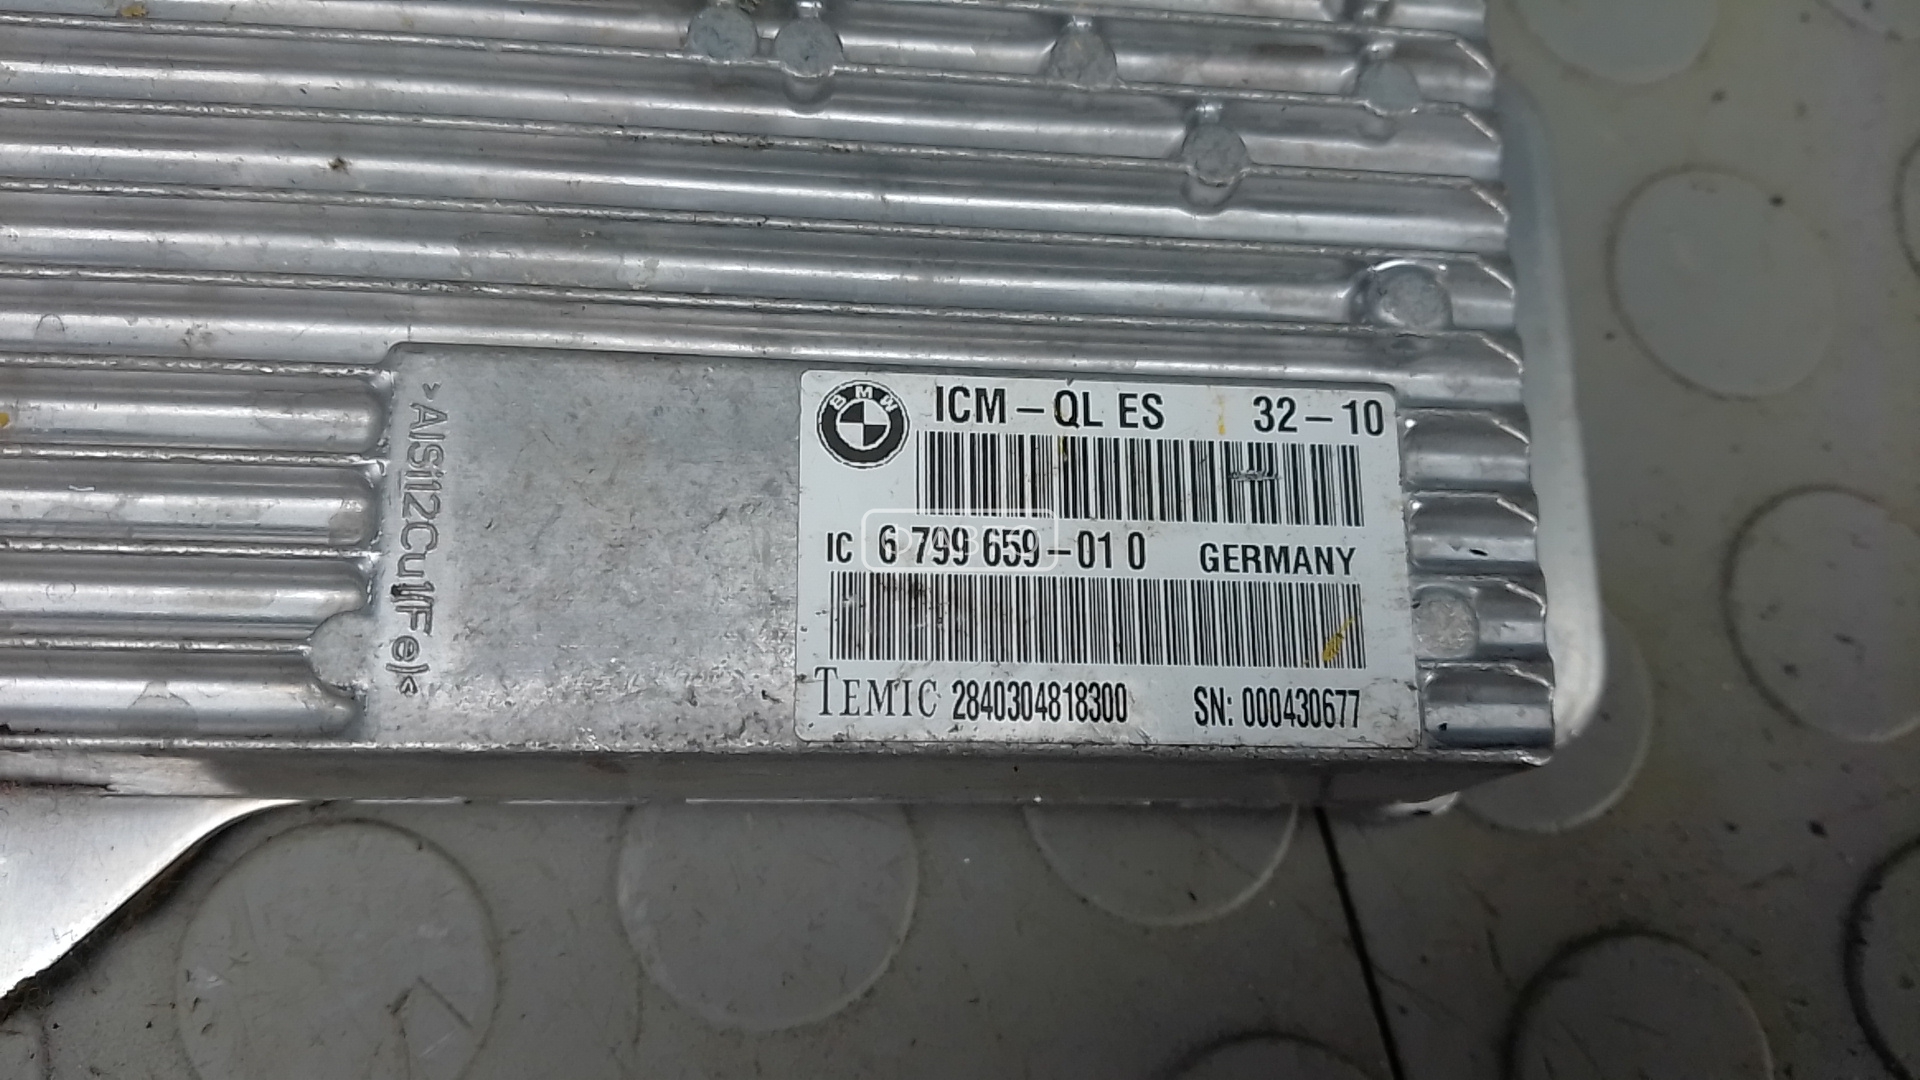 BMW
ICM – QL ES 32 – 10
IC 6 799 659–01 0 GERMANY
TEMIC 2840304818300 SN: 000430677
>AlSi12Cu1(Fe)<